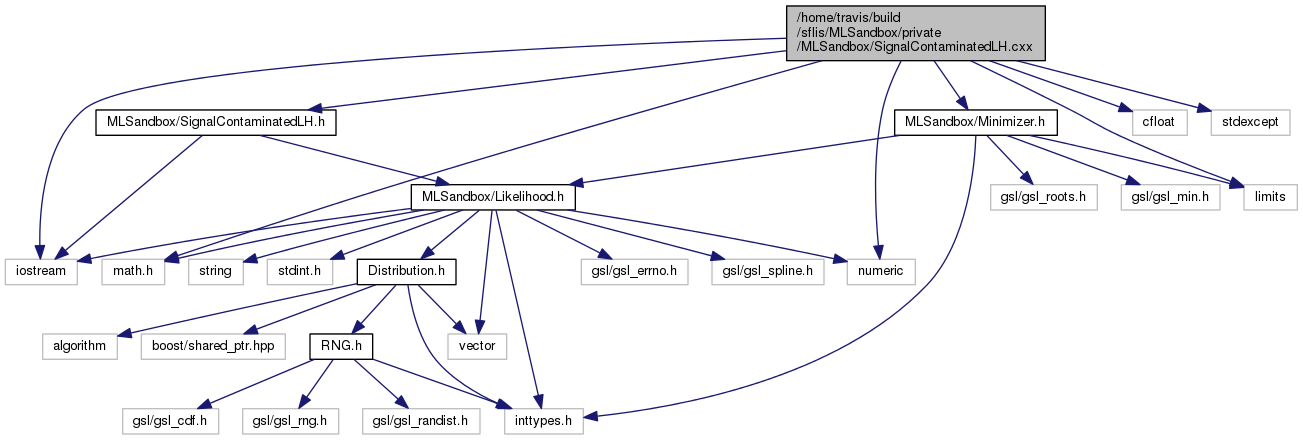 /home/travis/build
/sflis/MLSandbox/private
/MLSandbox/SignalContaminatedLH.cxx
MLSandbox/SignalContaminatedLH.h
MLSandbox/Minimizer.h
cfloat
stdexcept
MLSandbox/Likelihood.h
gsl/gsl_roots.h
gsl/gsl_min.h
limits
iostream
math.h
string
stdint.h
Distribution.h
gsl/gsl_errno.h
gsl/gsl_spline.h
numeric
algorithm
boost/shared_ptr.hpp
RNG.h
vector
gsl/gsl_cdf.h
gsl/gsl_rng.h
gsl/gsl_randist.h
inttypes.h